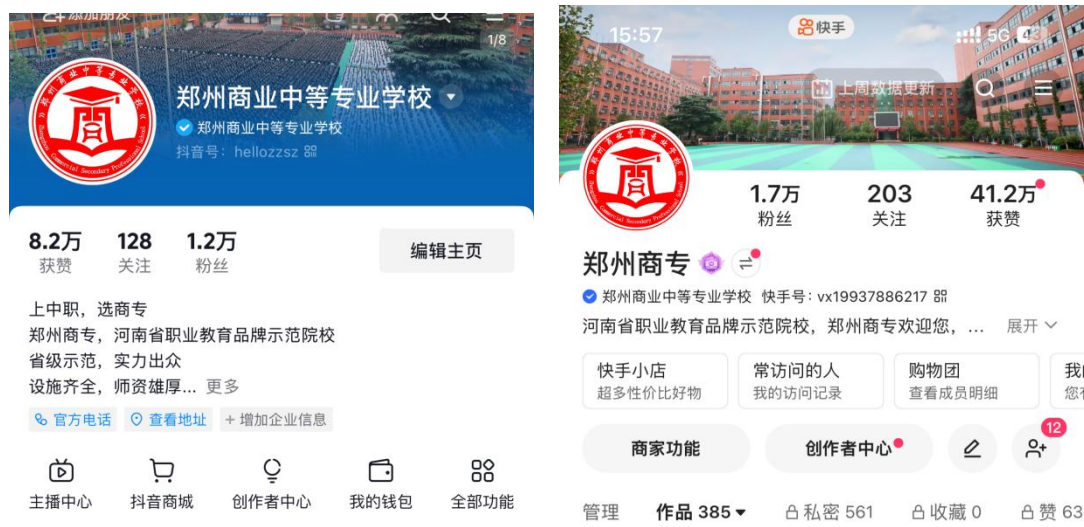 1/8
郑州商业中等专业学校
郑州商业中等专业学校
抖音号：hellozzsz
8.2万 获赞
128 关注
1.2万 粉丝
编辑主页
上中职，选商专
郑州商专，河南省职业教育品牌示范院校
省级示范，实力出众
设施齐全，师资雄厚... 更多
官方电话 查看地址 + 增加企业信息
主播中心 抖音商城 创作者中心 我的钱包 全部功能
15:57
快手
5G
上周数据更新
1.7万 粉丝
203 关注
41.2万 获赞
郑州商专
郑州商业中等专业学校 快手号：vx19937886217
河南省职业教育品牌示范院校，郑州商专欢迎您，... 展开
快手小店
超多性价比好物
常访问的人
我的访问记录
购物团
查看成员明细
商家功能 创作者中心
12
管理 作品 385 私密 561 收藏 0 赞 63